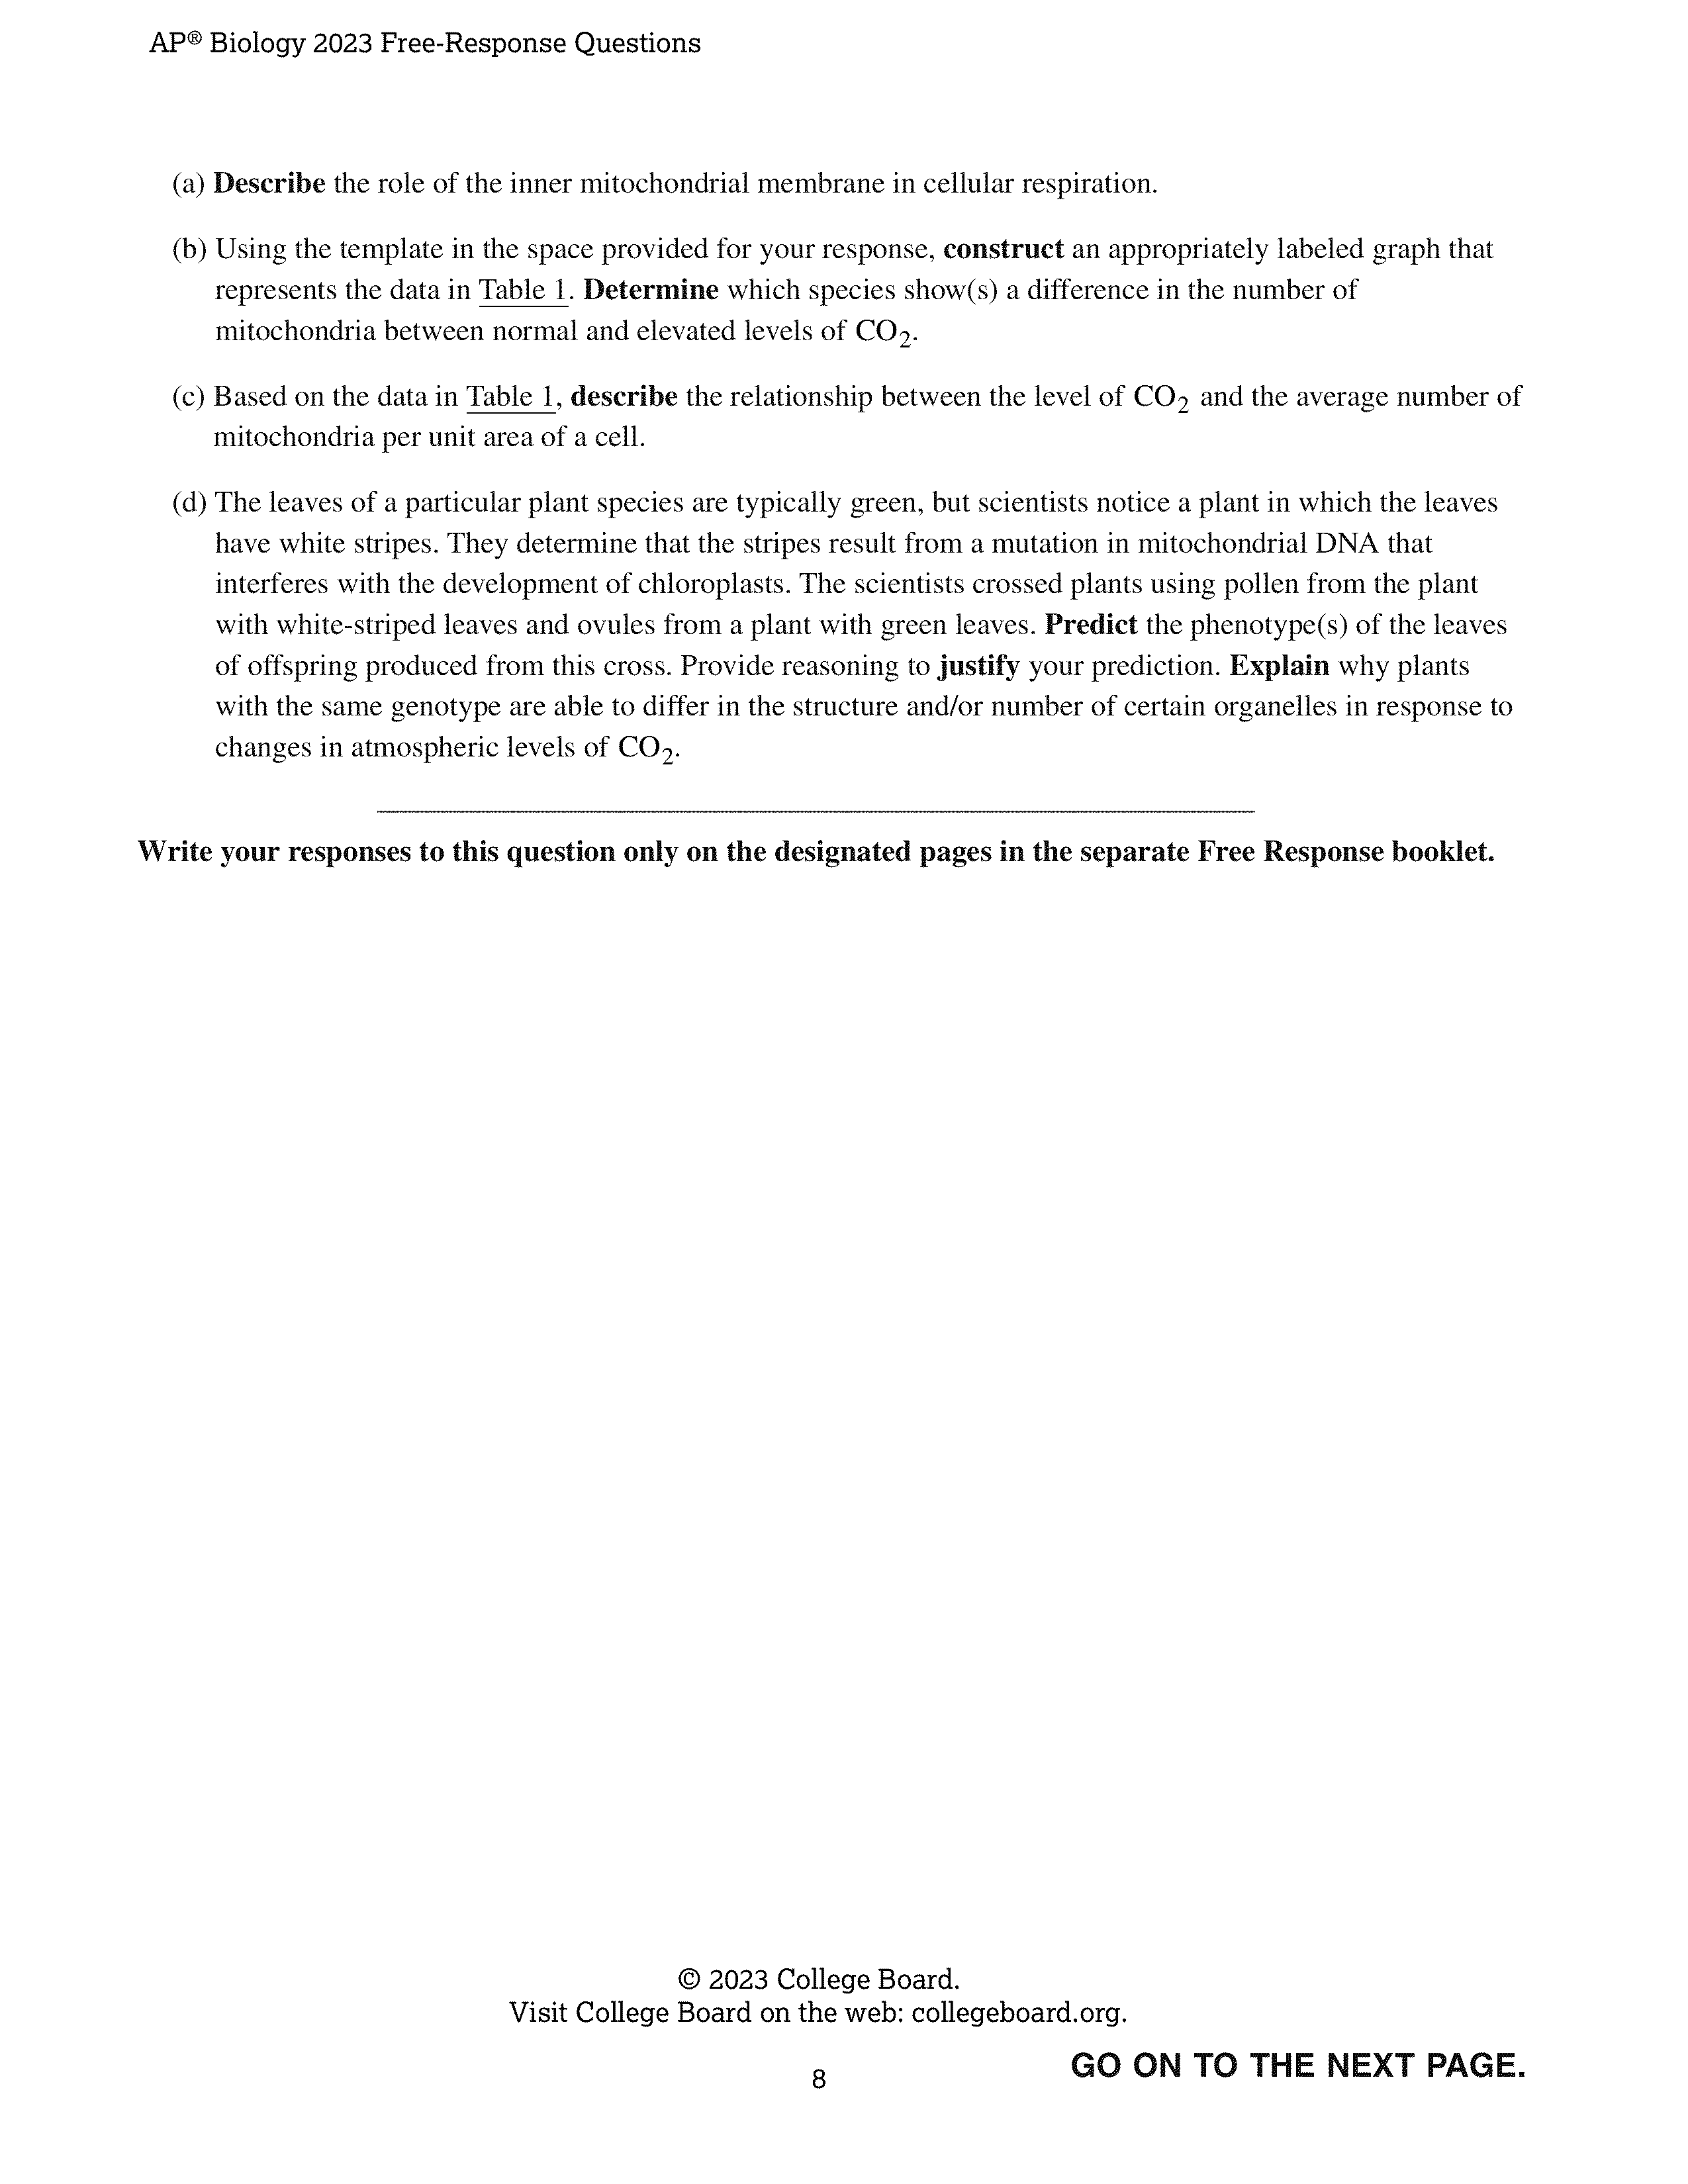 AP® Biology 2023 Free-Response Questions
(a) Describe the role of the inner mitochondrial membrane in cellular respiration.
(b) Using the template in the space provided for your response, construct an appropriately labeled graph that
represents the data in Table 1. Determine which species show(s) a difference in the number of
mitochondria between normal and elevated levels of CO₂.
(c) Based on the data in Table 1, describe the relationship between the level of CO₂ and the average number of
mitochondria per unit area of a cell.
(d) The leaves of a particular plant species are typically green, but scientists notice a plant in which the leaves
have white stripes. They determine that the stripes result from a mutation in mitochondrial DNA that
interferes with the development of chloroplasts. The scientists crossed plants using pollen from the plant
with white-striped leaves and ovules from a plant with green leaves. Predict the phenotype(s) of the leaves
of offspring produced from this cross. Provide reasoning to justify your prediction. Explain why plants
with the same genotype are able to differ in the structure and/or number of certain organelles in response to
changes in atmospheric levels of CO₂.
Write your responses to this question only on the designated pages in the separate Free Response booklet.
© 2023 College Board.
Visit College Board on the web: collegeboard.org.
GO ON TO THE NEXT PAGE.
8